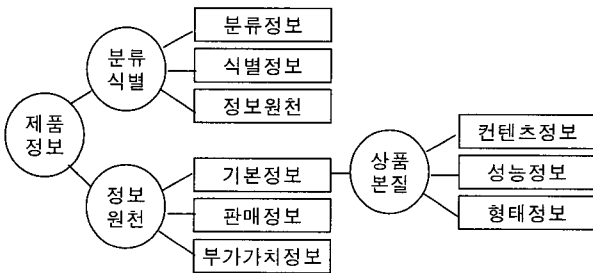 제품
정보
분류
식별
분류정보
식별정보
정보원천
정보
원천
기본정보
판매정보
부가가치정보
상품
본질
컨텐츠정보
성능정보
형태정보